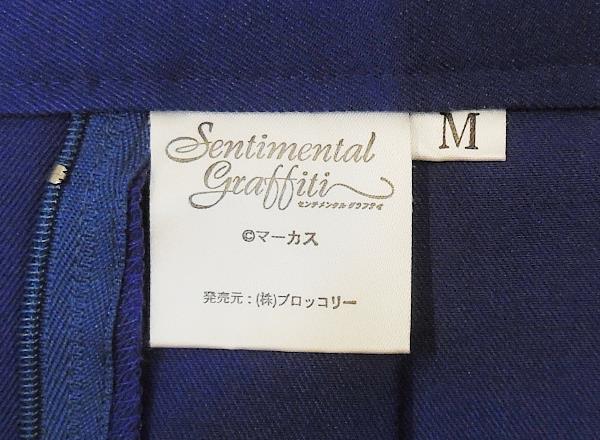 Sentimental
Graffiti
センチメンタル グラフティ
©マーカス
発売元：(株)ブロッコリー
M